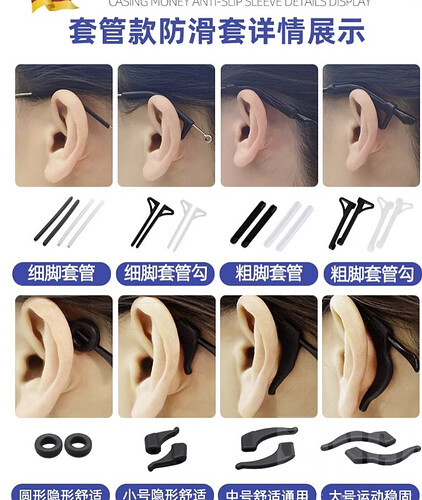 CASING MONEY ANTI-SLIP SLEEVE DETAILS DISPLAY
套管款防滑套详情展示
细脚套管
细脚套管勾
粗脚套管
粗脚套管勾
圆形隐形舒适
小号隐形舒适
中号舒适通用
大号运动稳固